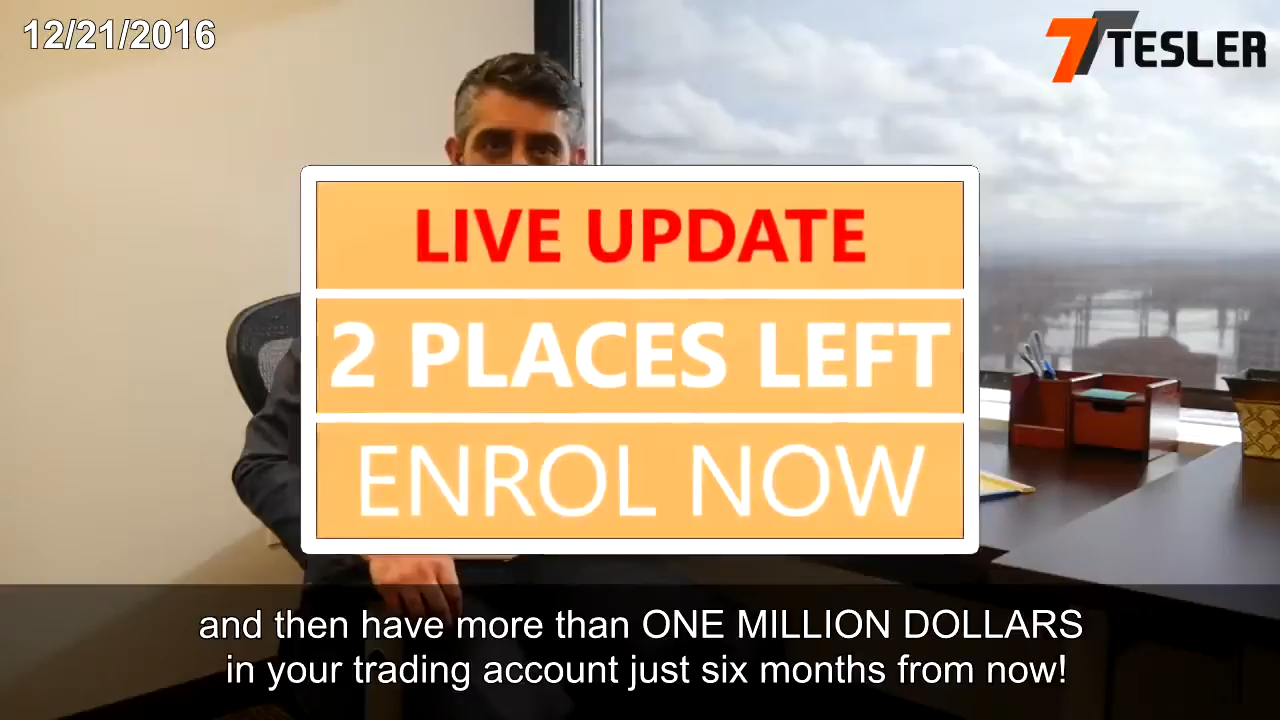 12/21/2016
TESLER
LIVE UPDATE
2 PLACES LEFT
ENROL NOW
and then have more than ONE MILLION DOLLARS
in your trading account just six months from now!